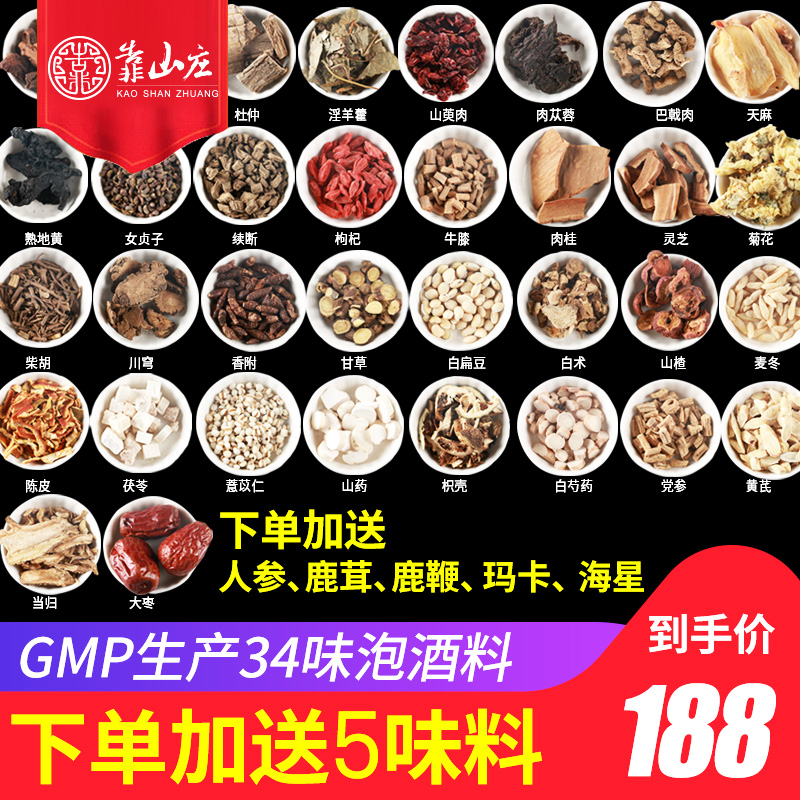 靠山庄
KAO SHAN ZHUANG
杜仲 淫羊藿 山萸肉 肉苁蓉 巴戟肉 天麻
熟地黄 女贞子 续断 枸杞 牛膝 肉桂 灵芝 菊花
柴胡 川穹 香附 甘草 白扁豆 白术 山楂 麦冬
陈皮 茯苓 薏苡仁 山药 枳壳 白芍药 党参 黄芪
当归 大枣
下单加送
人参、鹿茸、鹿鞭、玛卡、海星
GMP生产34味泡酒料
到手价
188
下单加送5味料